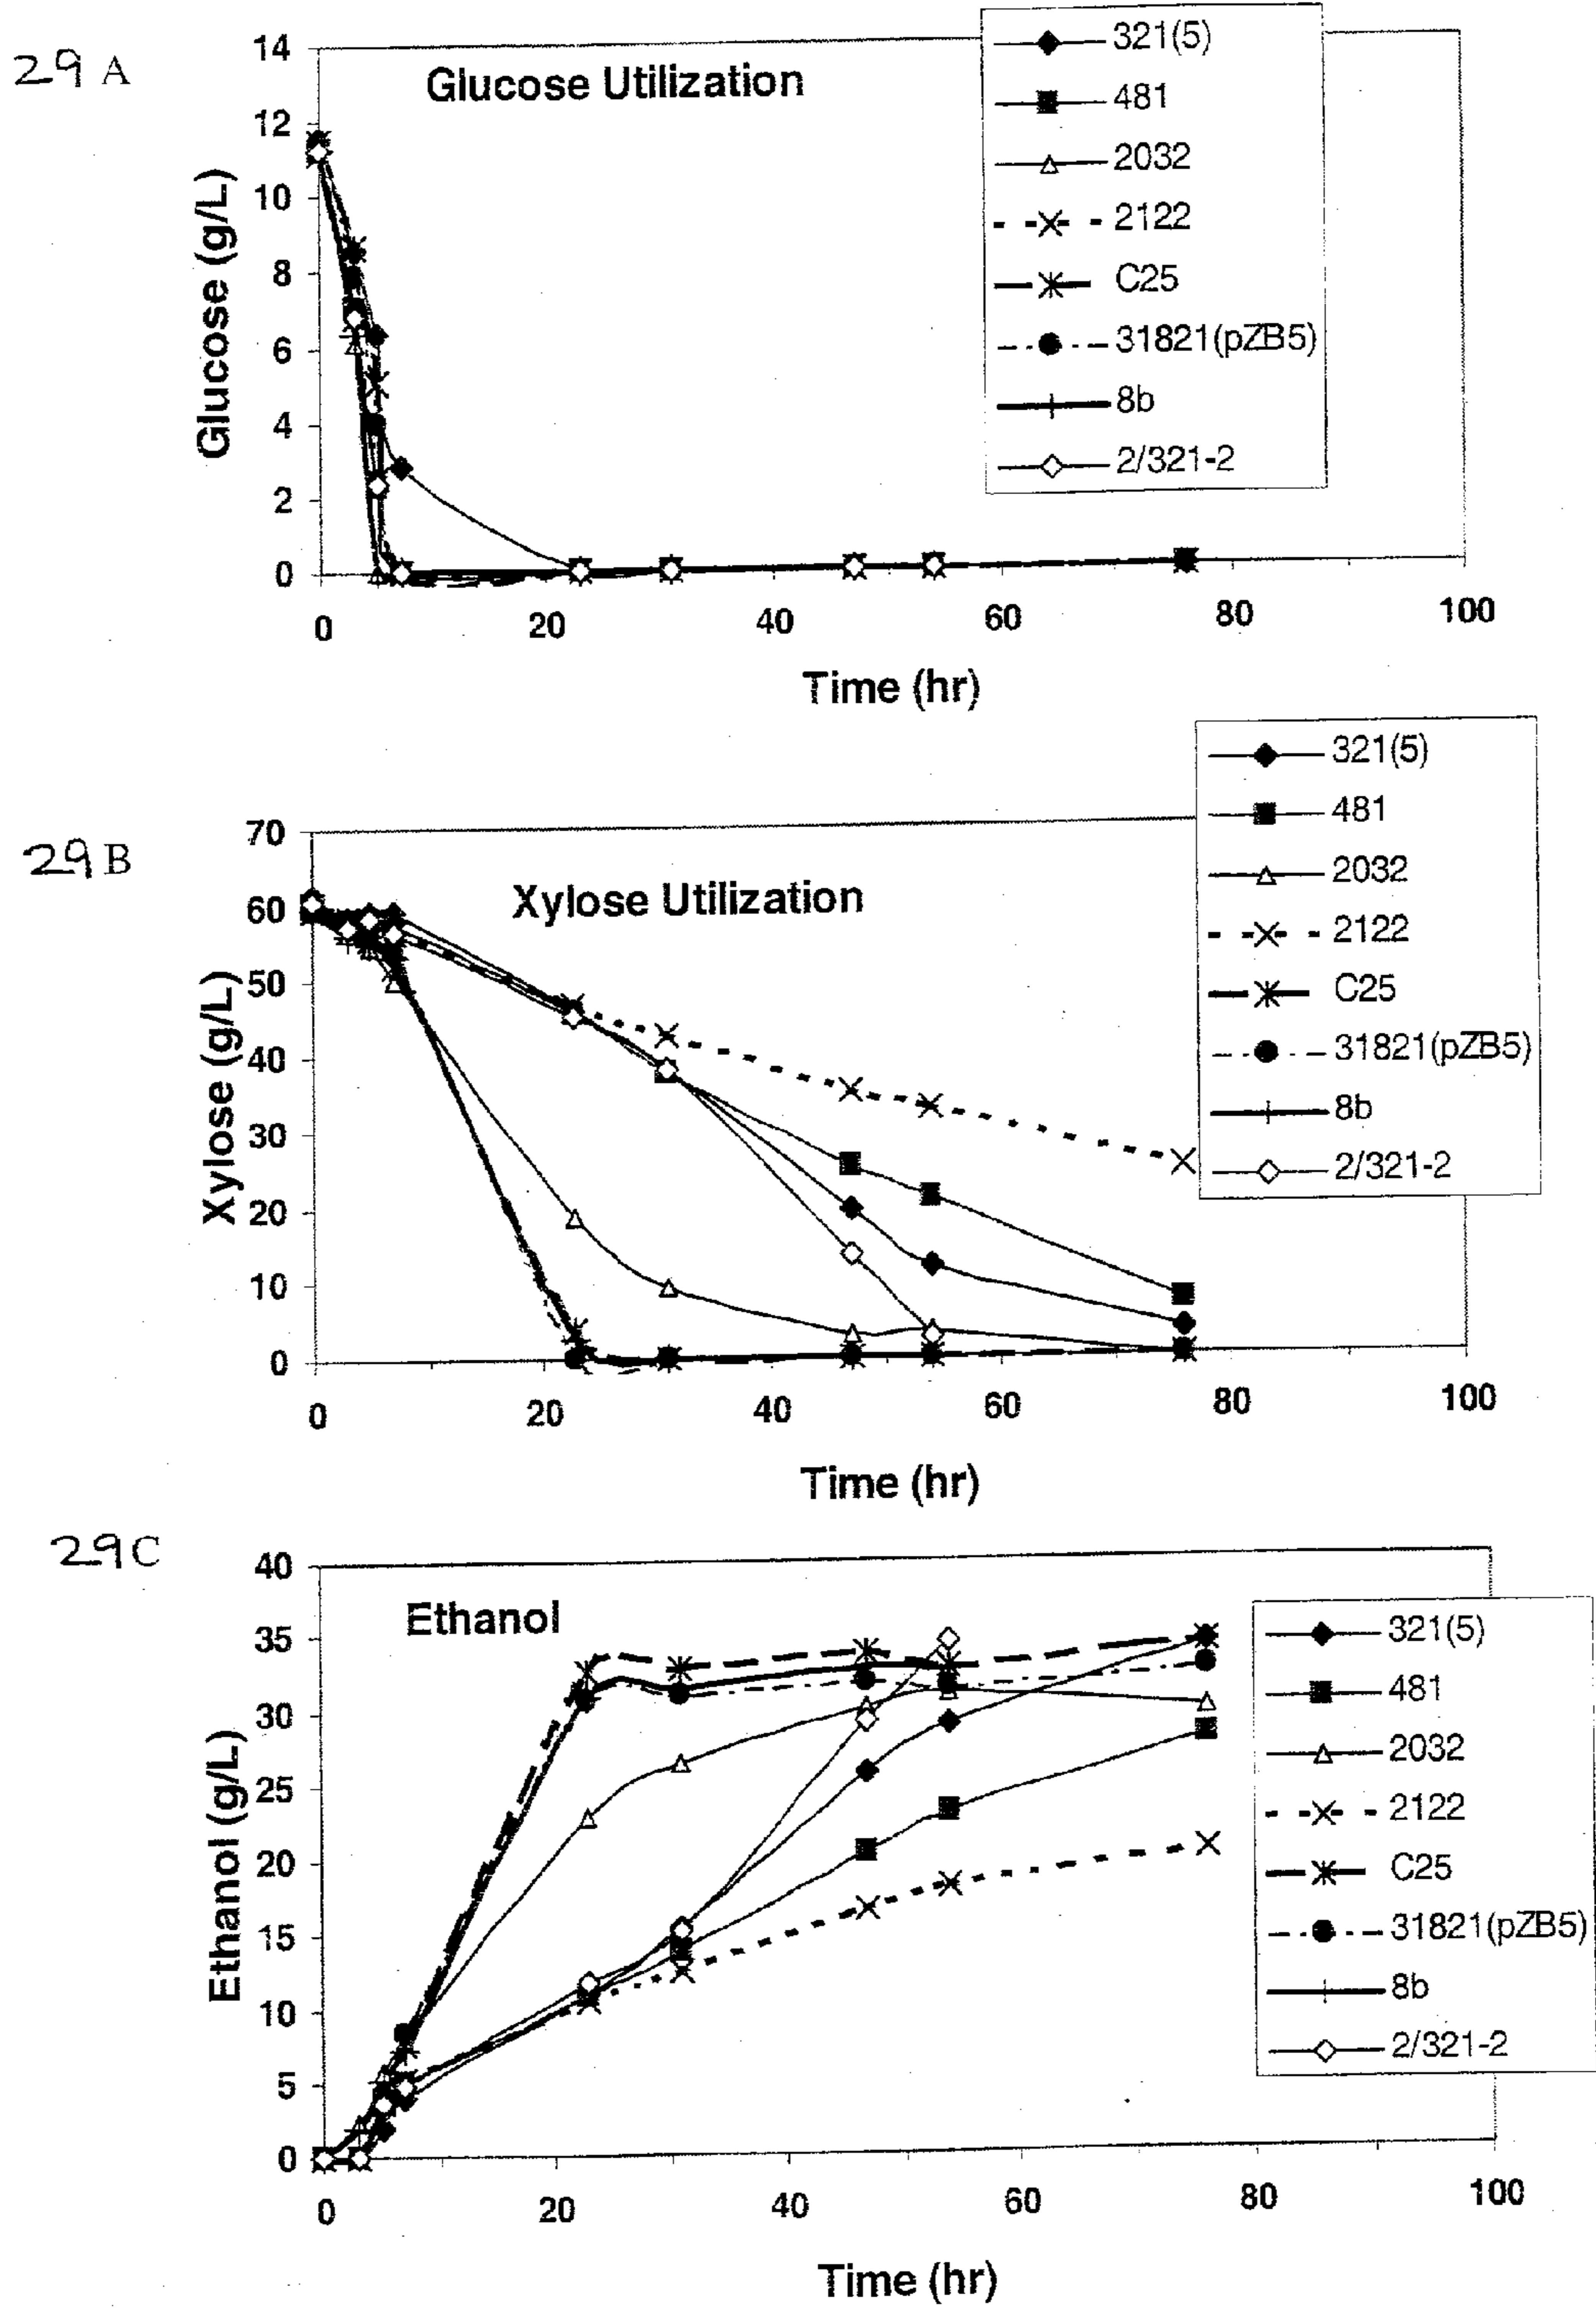 29 A
Glucose Utilization
Glucose (g/L)
14
12
10
8
6
4
2
0
0 20 40 60 80 100
Time (hr)
321(5)
481
2032
2122
C25
31821(pZB5)
8b
2/321-2
29 B
Xylose Utilization
Xylose (g/L)
70
60
50
40
30
20
10
0
0 20 40 60 80 100
Time (hr)
321(5)
481
2032
2122
C25
31821(pZB5)
8b
2/321-2
29 C
Ethanol
Ethanol (g/L)
40
35
30
25
20
15
10
5
0
0 20 40 60 80 100
Time (hr)
321(5)
481
2032
2122
C25
31821(pZB5)
8b
2/321-2